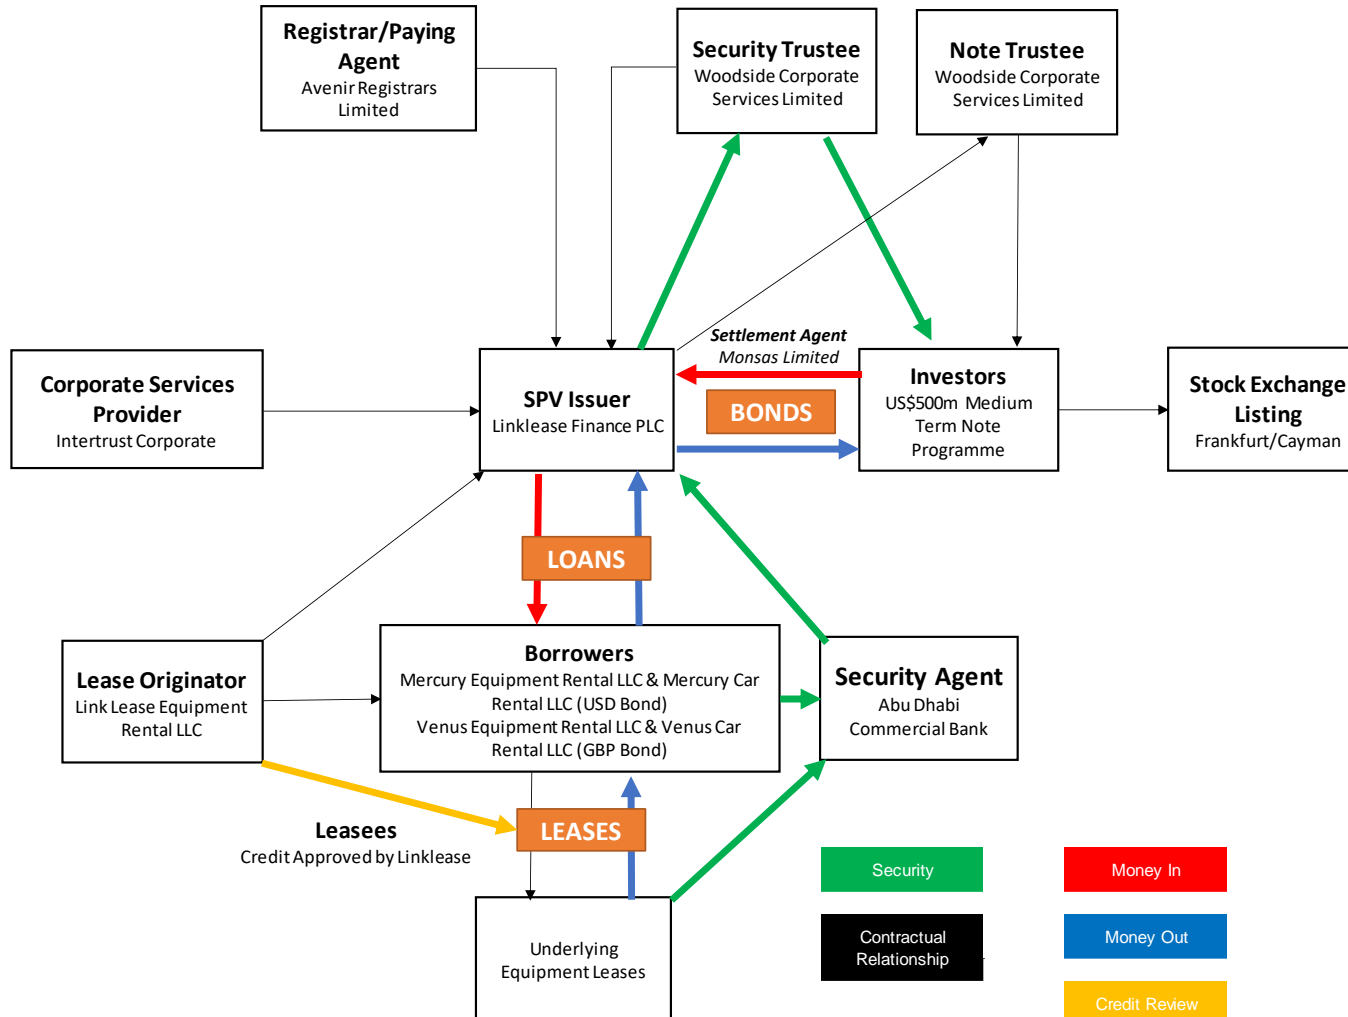 Registrar/Paying
Agent
Avenir Registrars
Limited
Security Trustee
Woodside Corporate
Services Limited
Note Trustee
Woodside Corporate
Services Limited
Corporate Services
Provider
Intertrust Corporate
SPV Issuer
Linklease Finance PLC
Settlement Agent
Monsas Limited
BONDS
Investors
US$500m Medium
Term Note
Programme
Stock Exchange
Listing
Frankfurt/Cayman
LOANS
Lease Originator
Link Lease Equipment
Rental LLC
Borrowers
Mercury Equipment Rental LLC & Mercury Car
Rental LLC (USD Bond)
Venus Equipment Rental LLC & Venus Car
Rental LLC (GBP Bond)
Security Agent
Abu Dhabi
Commercial Bank
Leasees
Credit Approved by Linklease
LEASES
Underlying
Equipment Leases
Security
Money In
Contractual
Relationship
Money Out
Credit Review